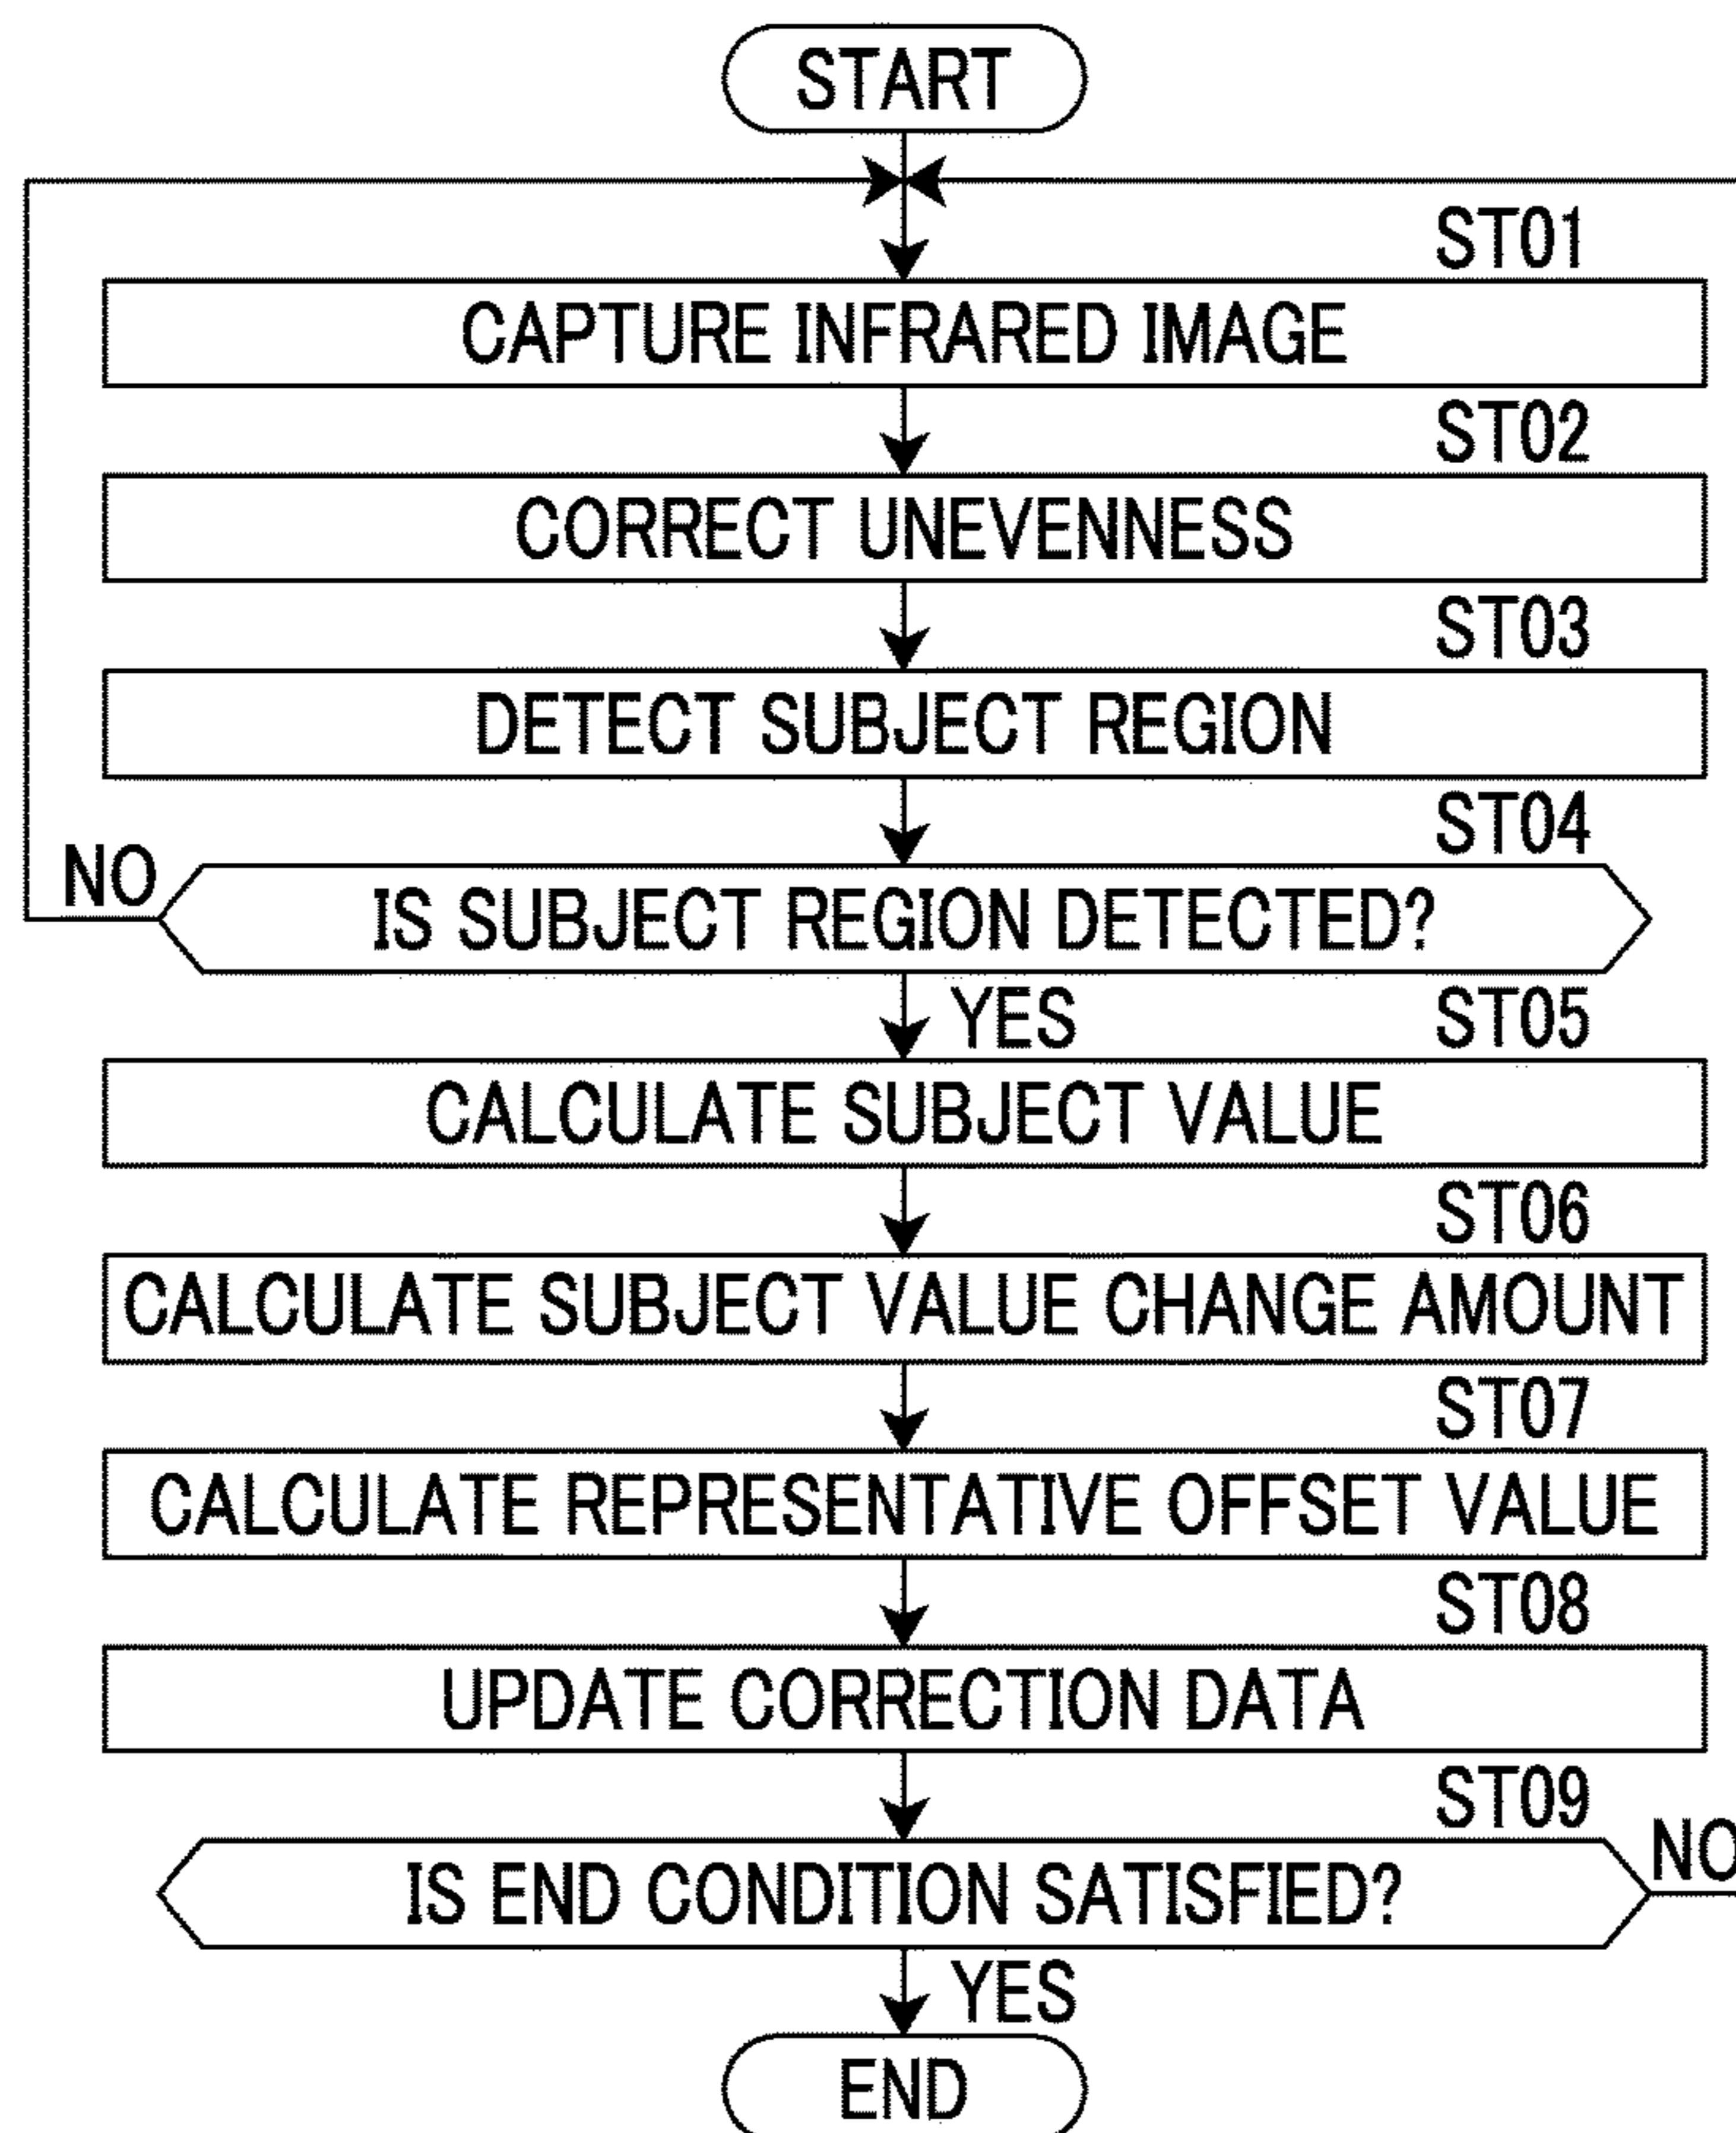 START
ST01
CAPTURE INFRARED IMAGE
ST02
CORRECT UNEVENNESS
ST03
DETECT SUBJECT REGION
ST04
NO
IS SUBJECT REGION DETECTED?
YES
ST05
CALCULATE SUBJECT VALUE
ST06
CALCULATE SUBJECT VALUE CHANGE AMOUNT
ST07
CALCULATE REPRESENTATIVE OFFSET VALUE
ST08
UPDATE CORRECTION DATA
ST09
NO
IS END CONDITION SATISFIED?
YES
END